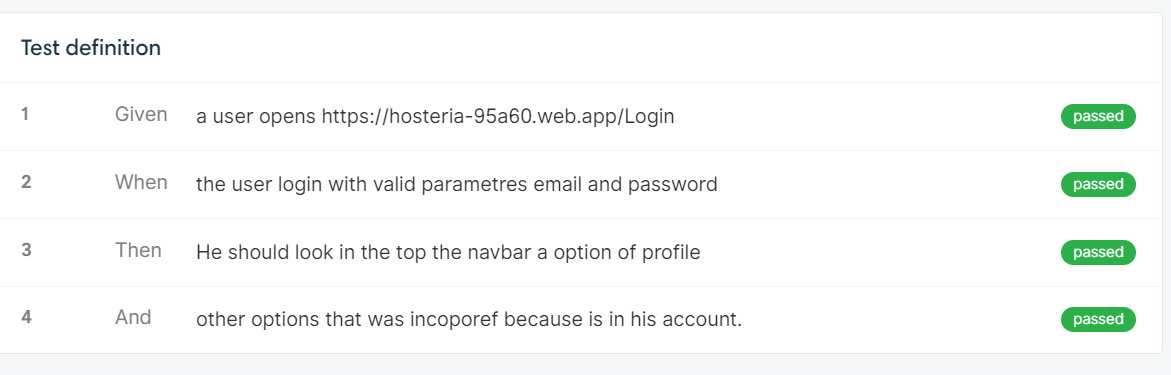 Test definition
1 Given a user opens https://hosteria-95a60.web.app/Login passed
2 When the user login with valid parametres email and password passed
3 Then He should look in the top the navbar a option of profile passed
4 And other options that was incoporef because is in his account. passed